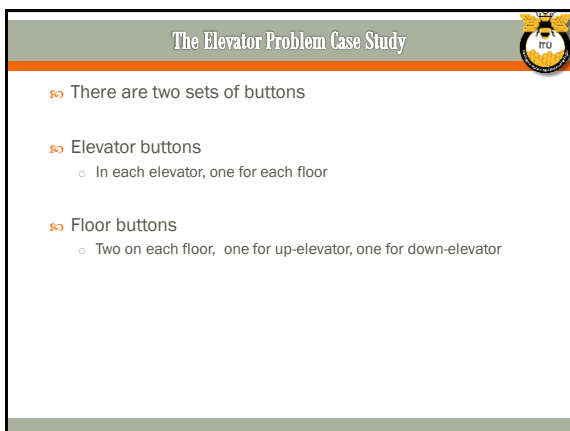 The Elevator Problem Case Study
İTÜ
There are two sets of buttons
Elevator buttons
In each elevator, one for each floor
Floor buttons
Two on each floor, one for up-elevator, one for down-elevator